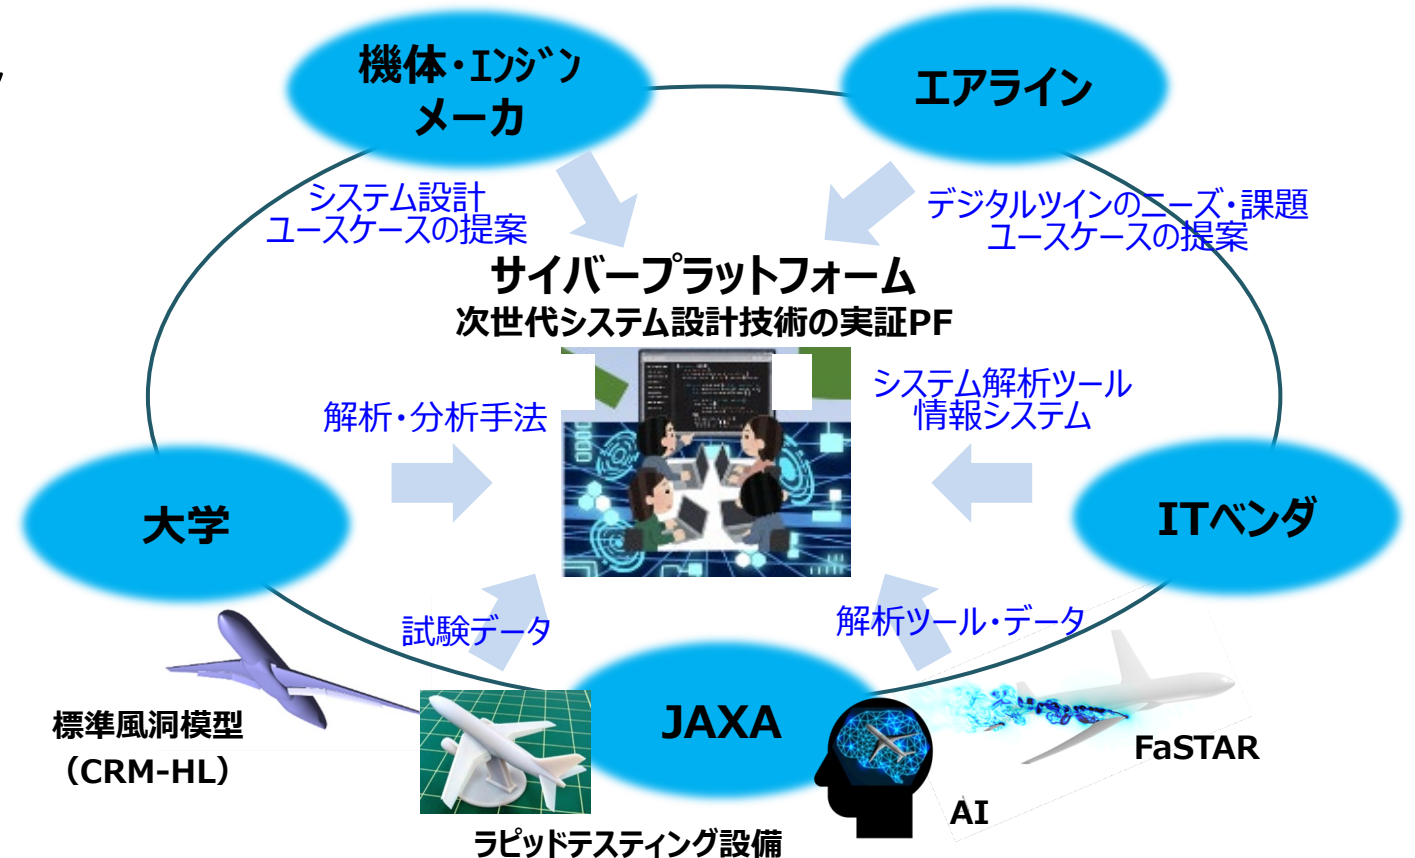 機体・エンジン
メーカ
エアライン
システム設計
ユースケースの提案
デジタルツインのニーズ・課題
ユースケースの提案
サイバープラットフォーム
次世代システム設計技術の実証PF
解析・分析手法
システム解析ツール
情報システム
大学
ITベンダ
試験データ
解析ツール・データ
JAXA
標準風洞模型
（CRM-HL）
FaSTAR
AI
ラピッドテスティング設備